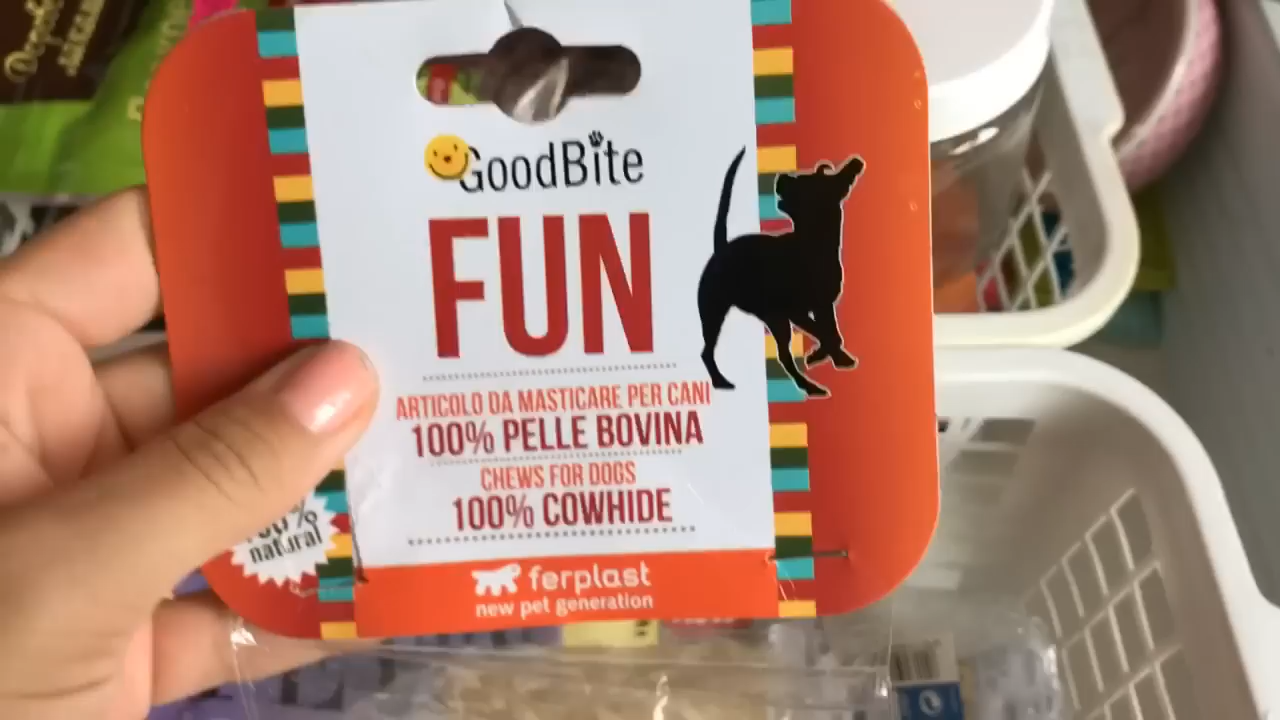 GoodBite
FUN
ARTICOLO DA MASTICARE PER CANI
100% PELLE BOVINA
CHEWS FOR DOGS
100% COWHIDE
100% 
natural
ferplast
new pet generation